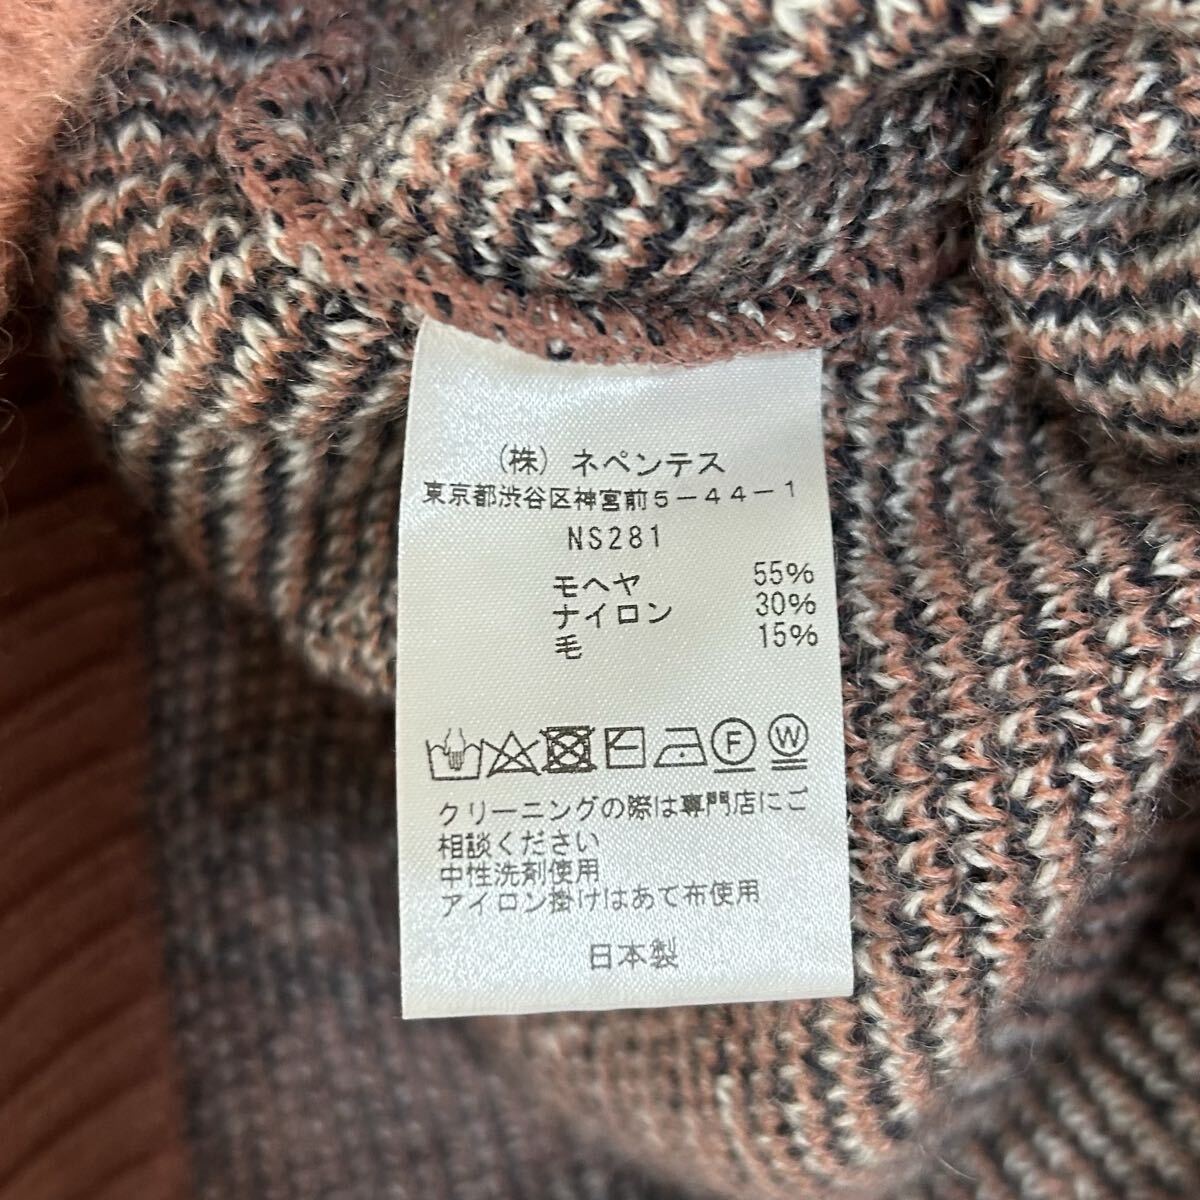 (株) ネペンテス
東京都渋谷区神宮前5-44-1
NS281
モヘヤ 55%
ナイロン 30%
毛 15%
F W
クリーニングの際は専門店にご
相談ください
中性洗剤使用
アイロン掛けはあて布使用
日本製